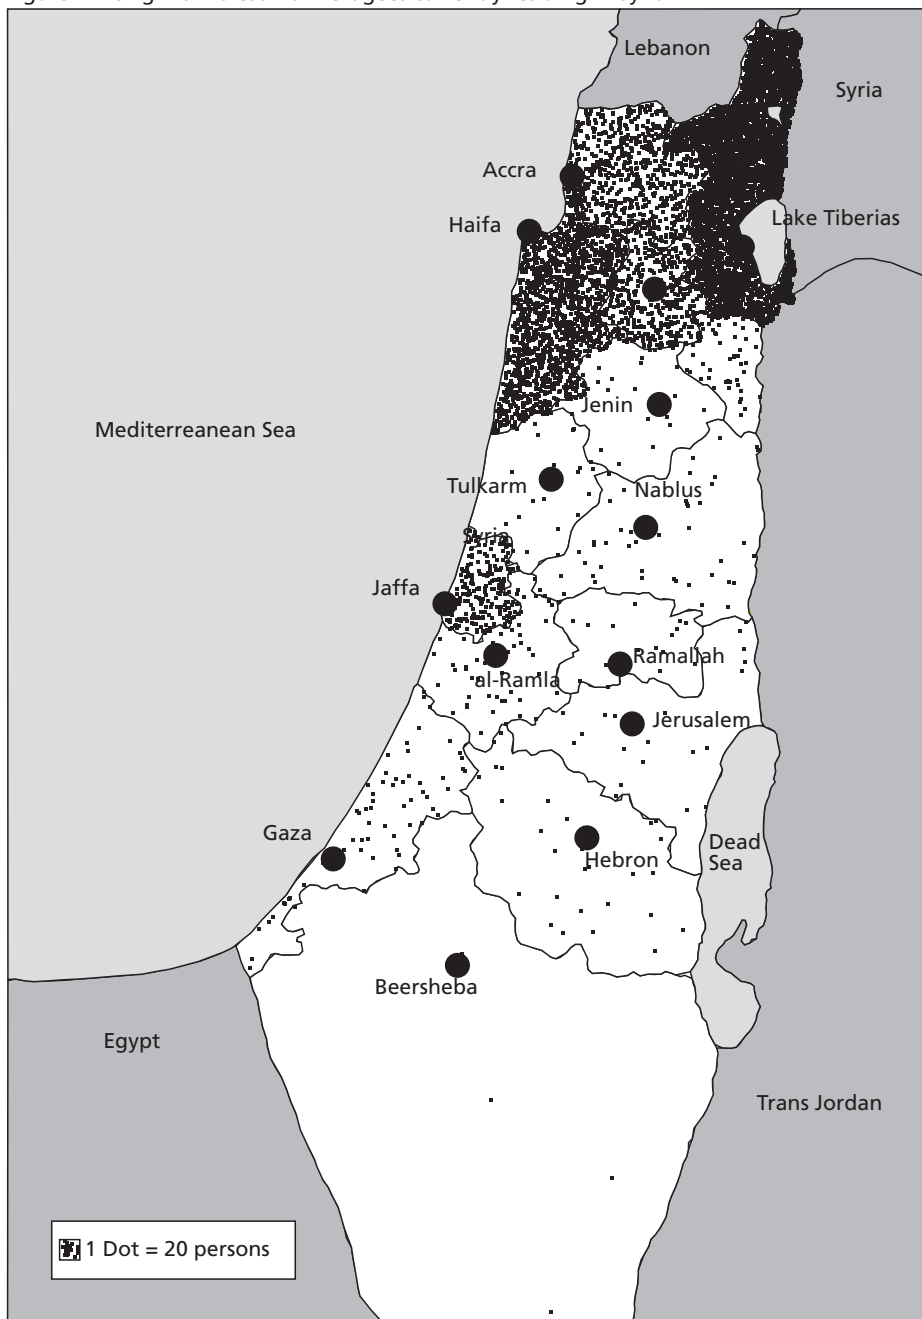 Lebanon
Syria
Accra
Haifa
Lake Tiberias
Jenin
Mediterreanean Sea
Tulkarm
Nablus
Syria
Jaffa
Ramallah
al-Ramla
Jerusalem
Gaza
Dead
Sea
Hebron
Beersheba
Egypt
Trans Jordan
1 Dot = 20 persons